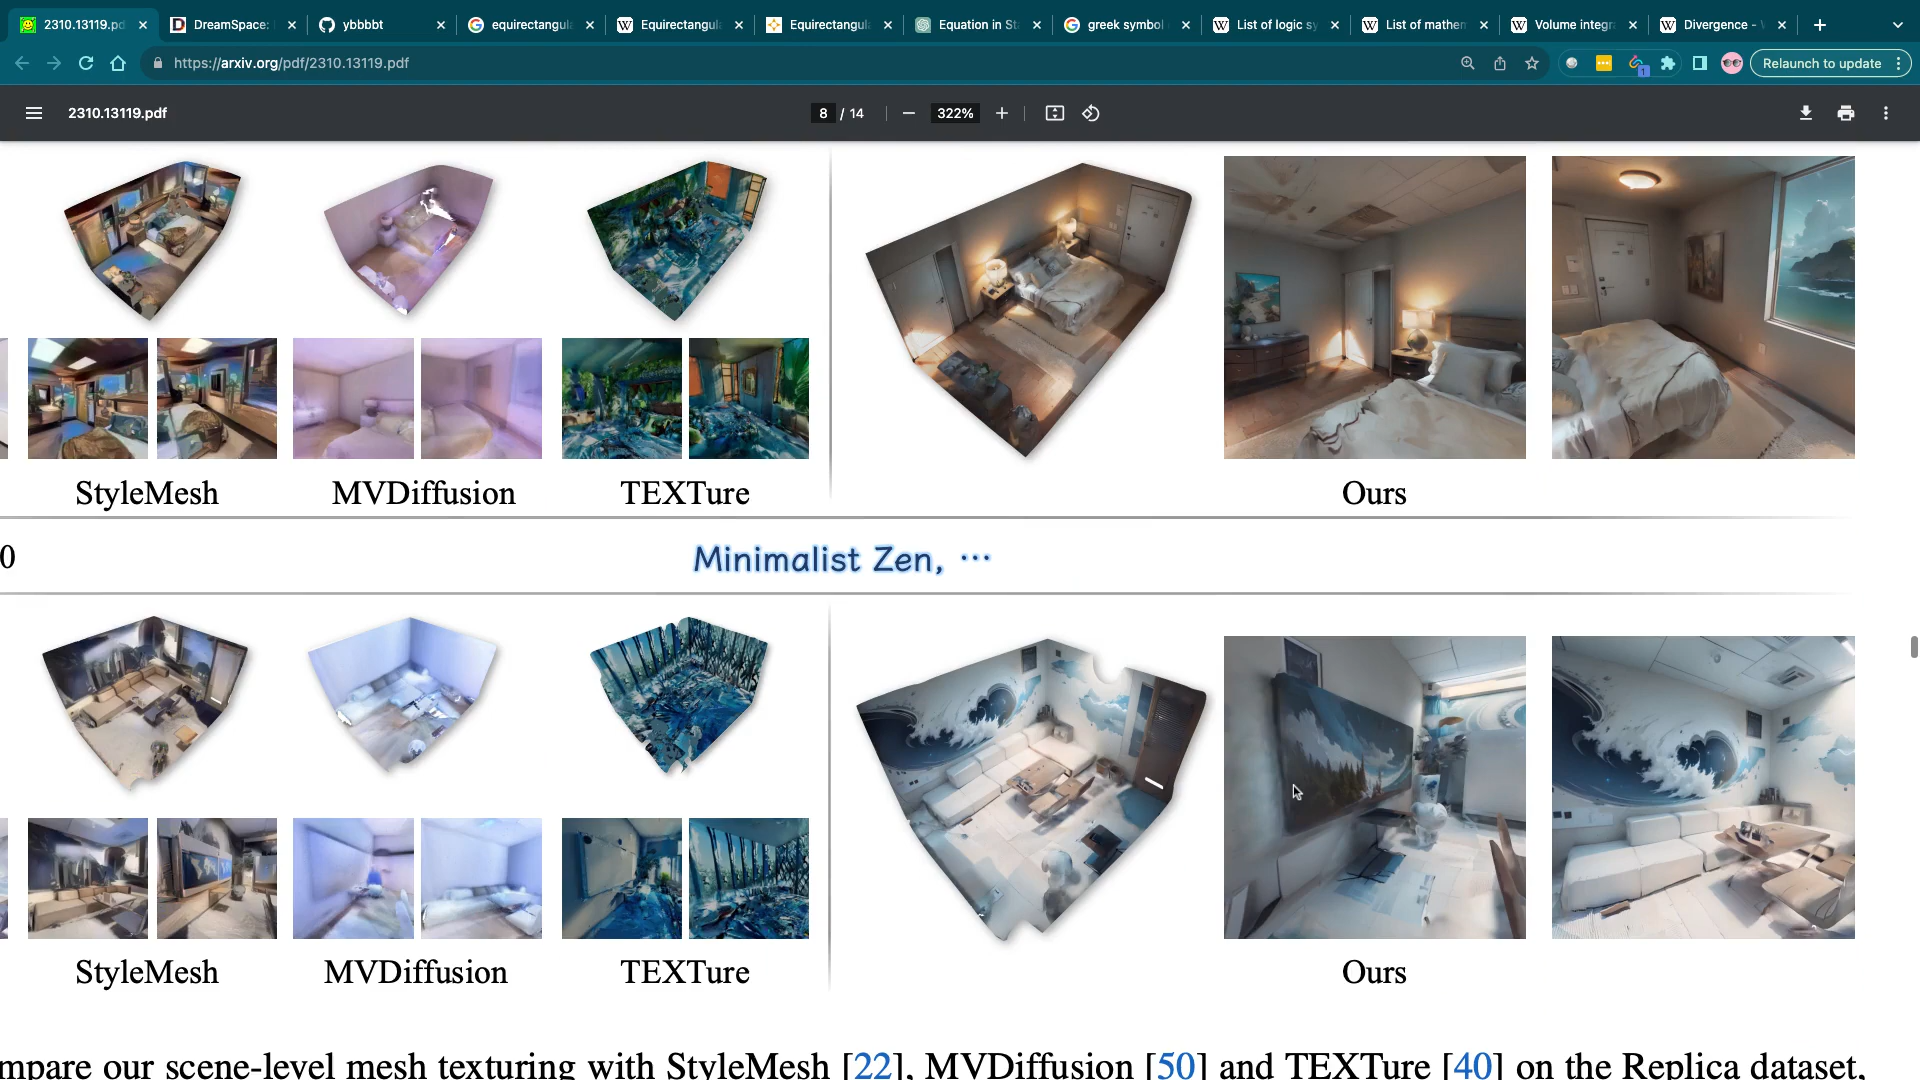 2310.13119.pd
DreamSpace:
ybbbbt
equirectangul
Equirectangula
Equirectangula
Equation in St
greek symbol
List of logic sy
List of mathem
Volume integr
Divergence -
https://arxiv.org/pdf/2310.13119.pdf
1
Relaunch to update
2310.13119.pdf
8 / 14
322%
StyleMesh MVDiffusion TEXTure Ours
0
Minimalist Zen, ···
StyleMesh MVDiffusion TEXTure Ours
mpare our scene-level mesh texturing with StyleMesh [22], MVDiffusion [50] and TEXTure [40] on the Replica dataset,